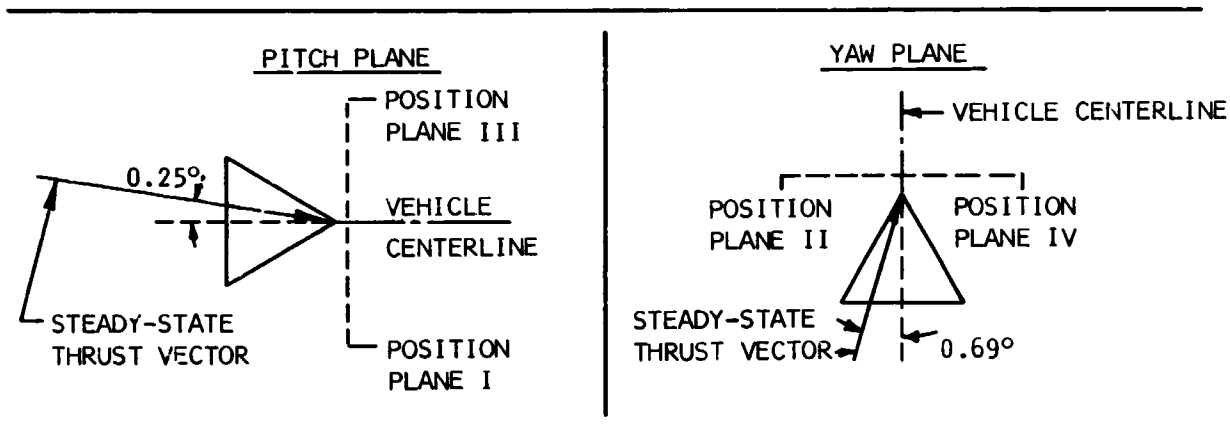 PITCH PLANE
POSITION
PLANE III
0.25°
VEHICLE
CENTERLINE
STEADY-STATE
THRUST VECTOR
POSITION
PLANE I
YAW PLANE
VEHICLE CENTERLINE
POSITION
PLANE II
POSITION
PLANE IV
STEADY-STATE
THRUST VECTOR
0.69°